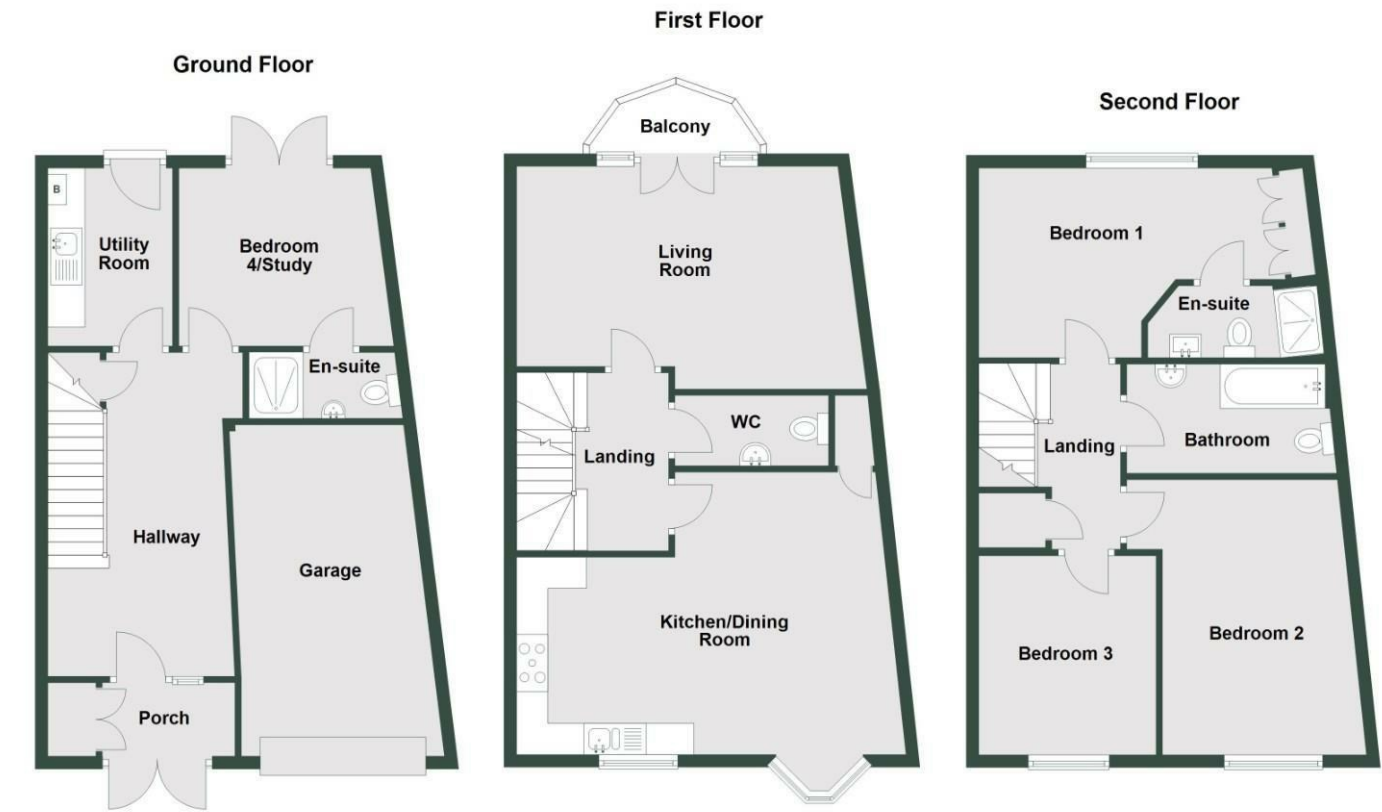 Ground Floor
B
Utility
Room
Bedroom
4/Study
En-suite
Hallway
Garage
Porch
First Floor
Balcony
Living
Room
WC
Landing
Kitchen/Dining
Room
Second Floor
Bedroom 1
En-suite
Landing
Bathroom
Bedroom 2
Bedroom 3